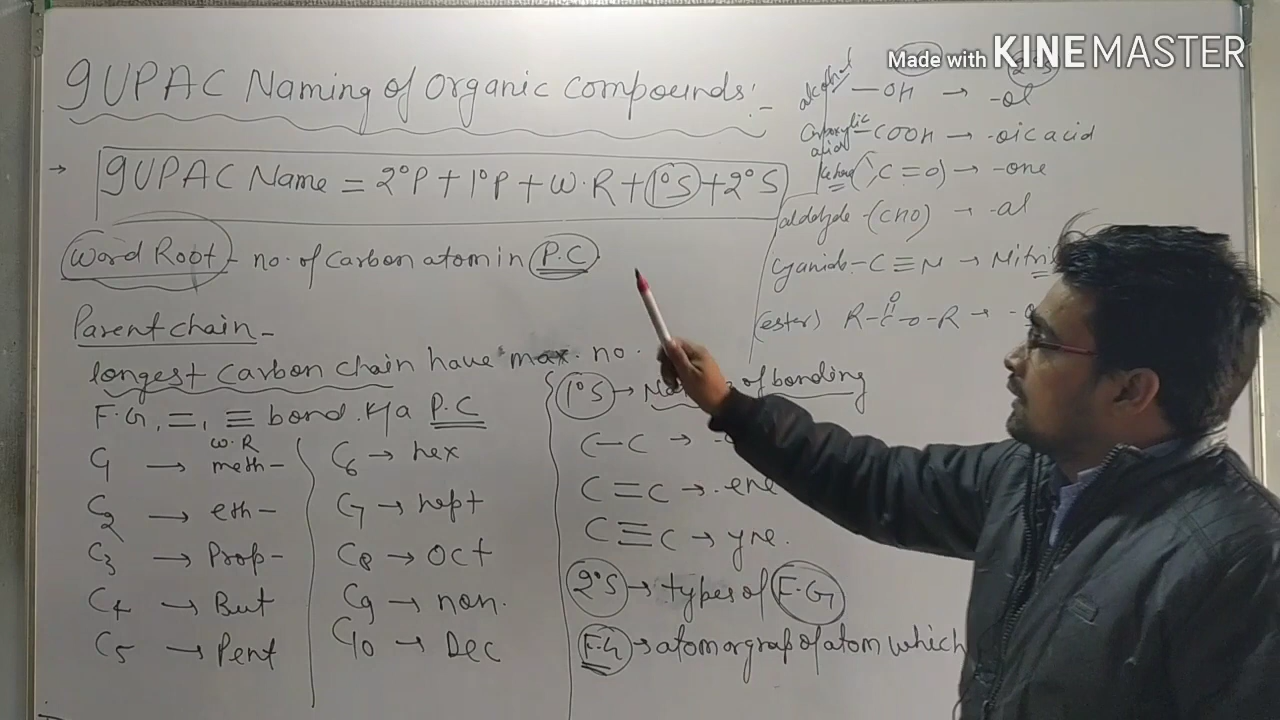 Made with KINEMASTER
IUPAC Naming of Organic Compounds:-
→ IUPAC Name = 2°P + 1°P + W.R + 1°S + 2°S
Word Root - no. of carbon atom in P.C
Parent chain -
longest carbon chain have max. no.
F.G, =, ≡ bond. K/a P.C
W.R
C1 → meth-
C2 → eth-
C3 → Prop-
C4 → But
C5 → Pent
C6 → hex
C7 → hept
C8 → Oct
C9 → non.
C10 → Dec
2°S
alcohol -OH → -ol
Carboxylic acid -COOH → -oic acid
ketone (>C=O) → -one
aldehyde -(CHO) → -al
Cyanide -C≡N → Nitri
(ester) R-C(=O)-O-R → -
1°S → of bonding
C-C →
C=C → .ene
C≡C → yne.
2°S → types of F.G
F.G → atom or group of atom which